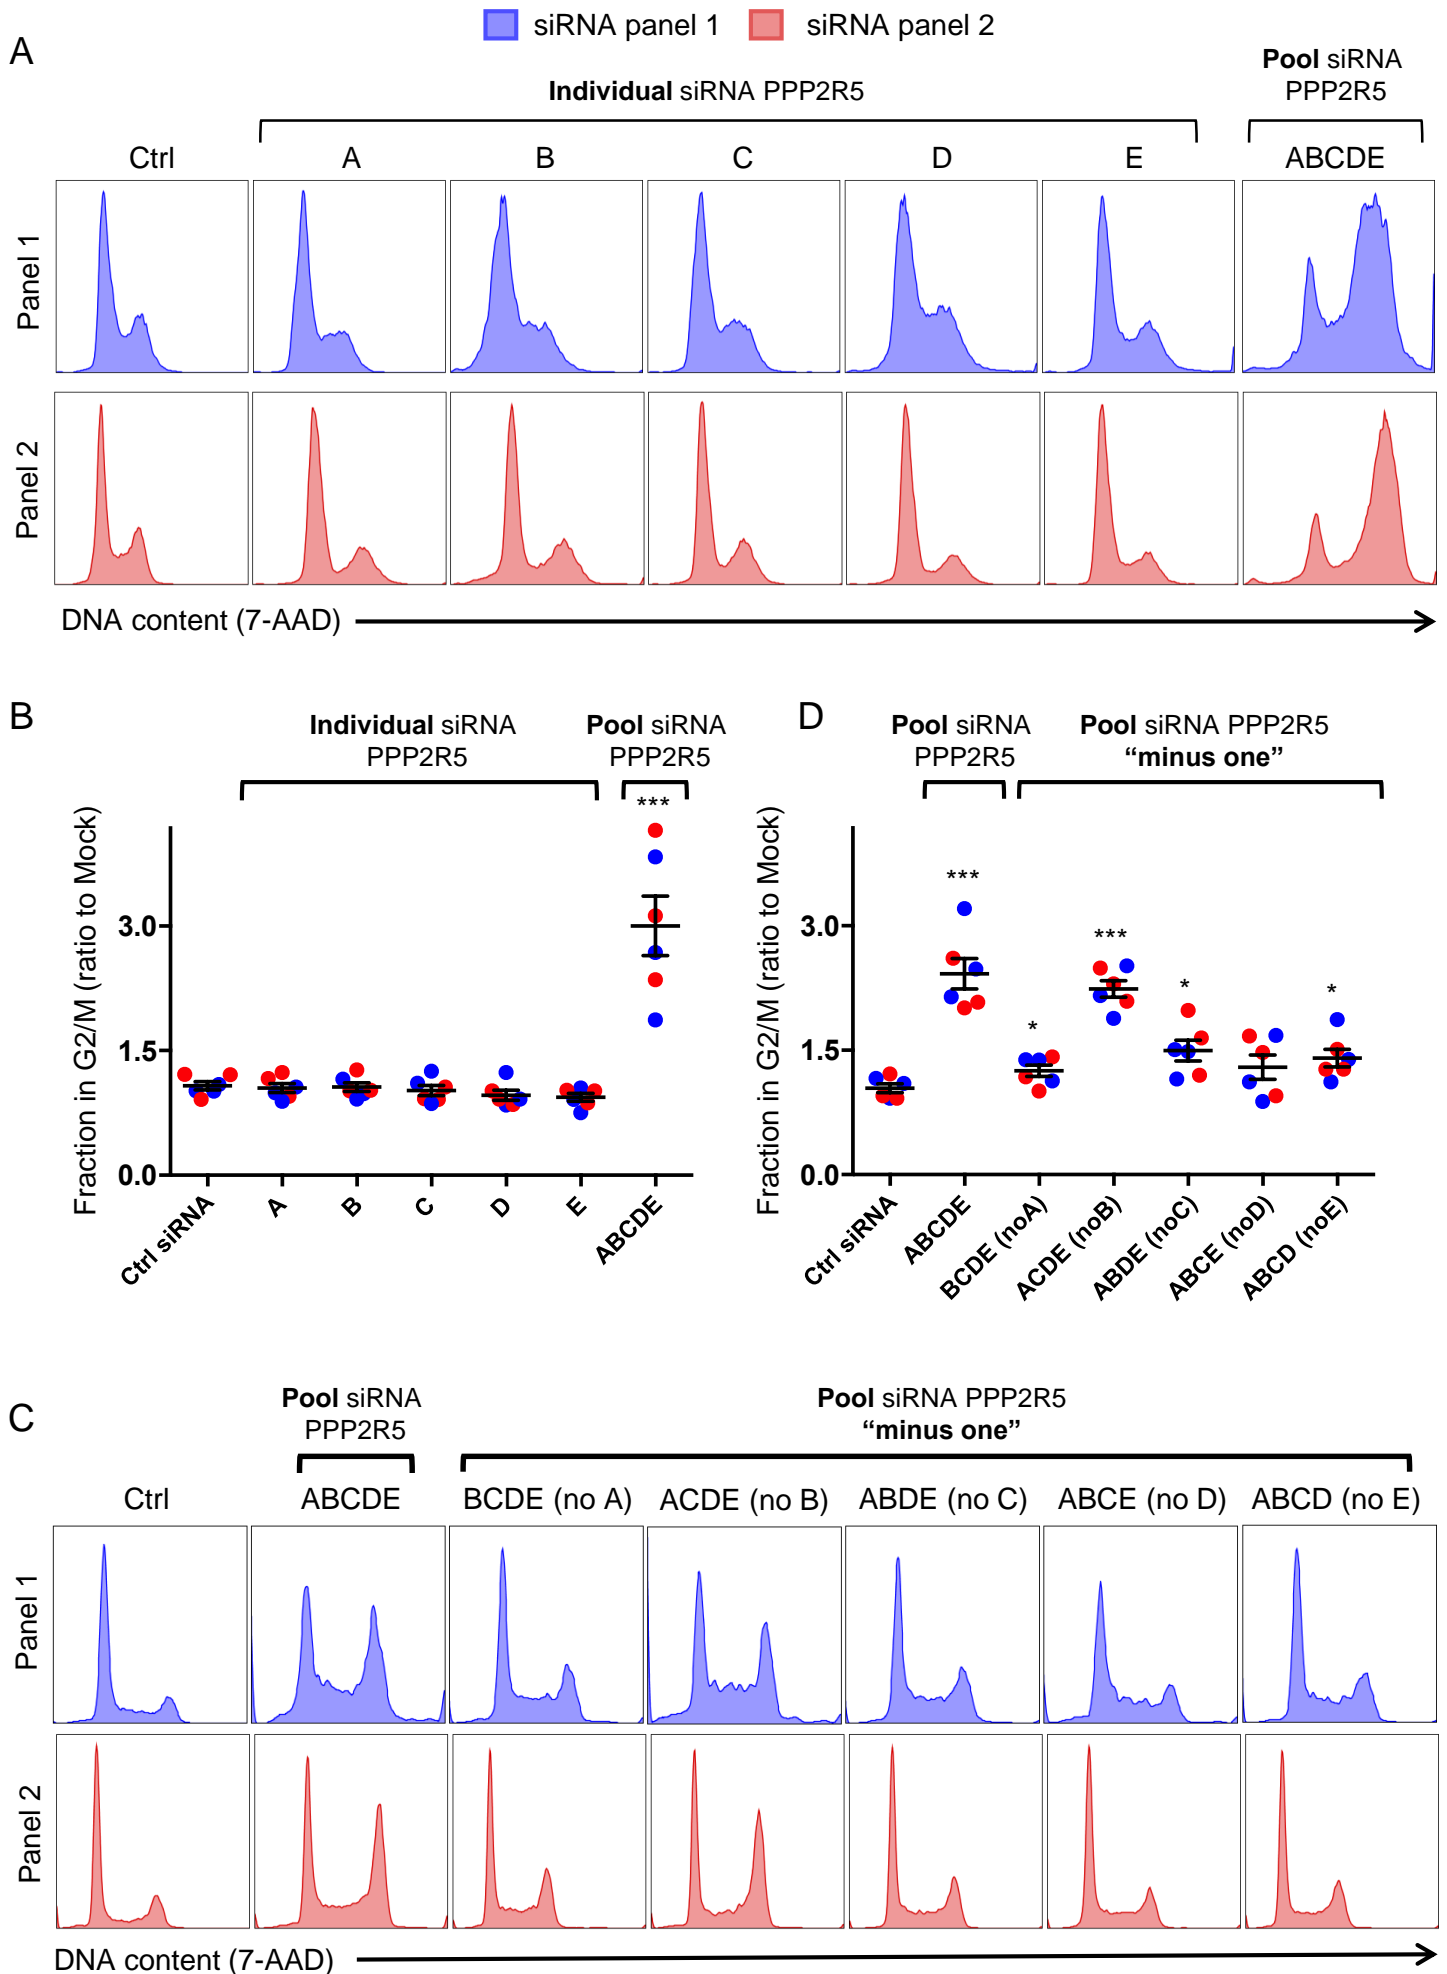 siRNA panel 1 siRNA panel 2
A
Individual siRNA PPP2R5
Pool siRNA
PPP2R5
Ctrl A B C D E ABCDE
Panel 1
Panel 2
DNA content (7-AAD)
B
Individual siRNA
PPP2R5
Pool siRNA
PPP2R5
***
Fraction in G2/M (ratio to Mock)
3.0
1.5
0.0
Ctrl siRNA
A
B
C
D
E
ABCDE
D
Pool siRNA
PPP2R5
Pool siRNA PPP2R5
“minus one”
***
*
***
*
*
Fraction in G2/M (ratio to Mock)
3.0
1.5
0.0
Ctrl siRNA
ABCDE
BCDE (noA)
ACDE (noB)
ABDE (noC)
ABCE (noD)
ABCD (noE)
C
Pool siRNA
PPP2R5
Pool siRNA PPP2R5
“minus one”
Ctrl ABCDE BCDE (no A) ACDE (no B) ABDE (no C) ABCE (no D) ABCD (no E)
Panel 1
Panel 2
DNA content (7-AAD)